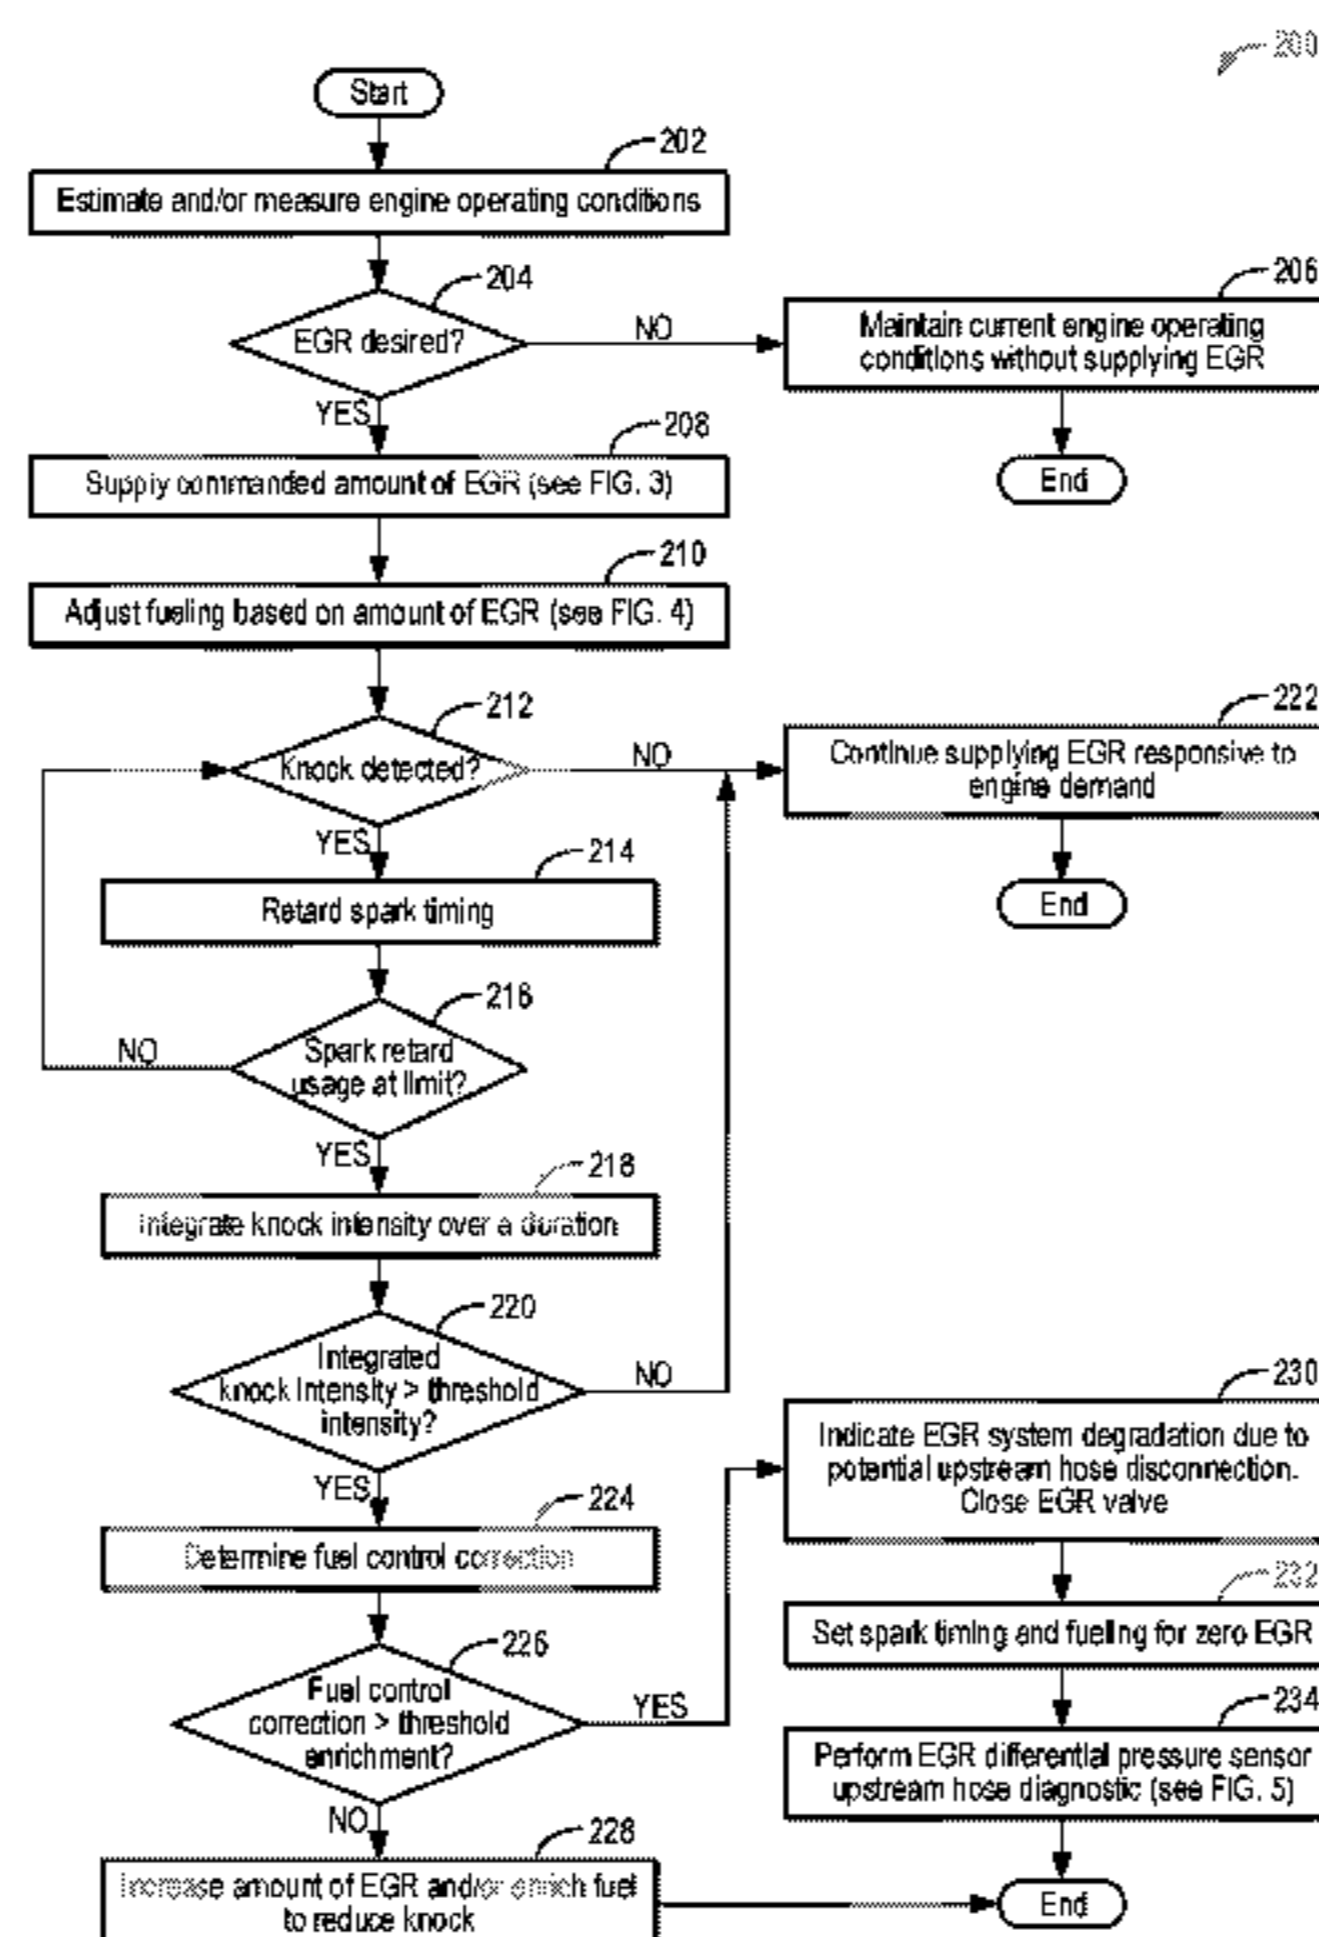 200
Start
202
Estimate and/or measure engine operating conditions
204
EGR desired?
NO
YES
206
Maintain current engine operating
conditions without supplying EGR
End
208
Supply commanded amount of EGR (see FIG. 3)
210
Adjust fueling based on amount of EGR (see FIG. 4)
212
Knock detected?
NO
YES
222
Continue supplying EGR responsive to
engine demand
End
214
Retard spark timing
216
Spark retard
usage at limit?
NO
YES
218
Integrate knock intensity over a duration
220
Integrated
knock intensity > threshold
intensity?
NO
YES
224
Determine fuel control correction
226
Fuel control
correction > threshold
enrichment?
YES
NO
228
Increase amount of EGR and/or enrich fuel
to reduce knock
230
Indicate EGR system degradation due to
potential upstream hose disconnection.
Close EGR valve
232
Set spark timing and fueling for zero EGR
234
Perform EGR differential pressure sensor
upstream hose diagnostic (see FIG. 5)
End